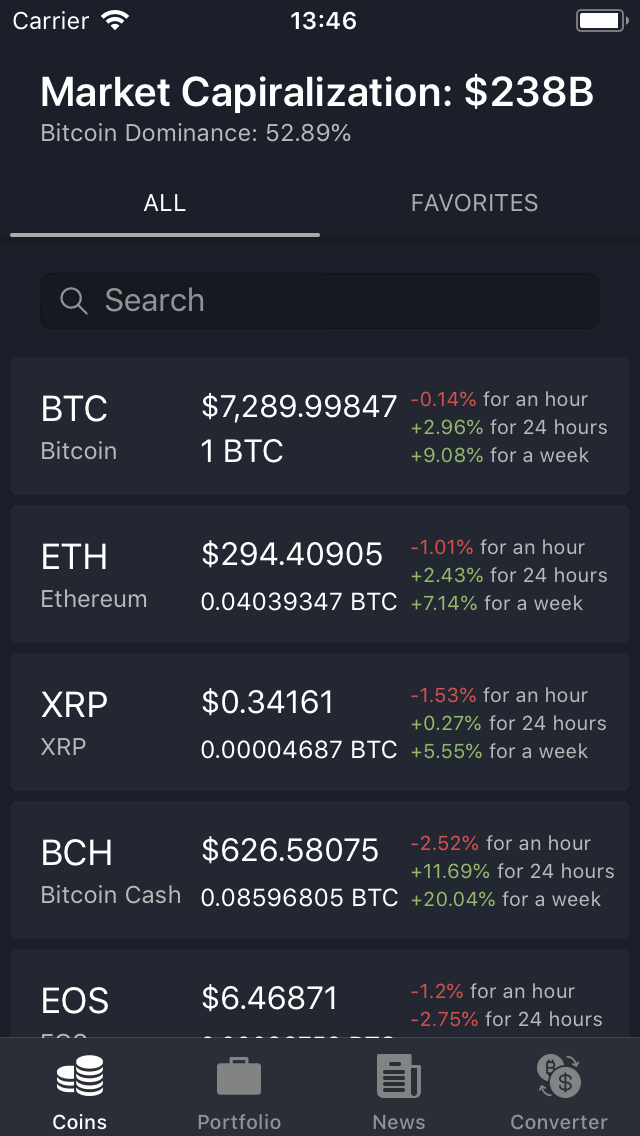 Carrier 13:46
Market Capiralization: $238B
Bitcoin Dominance: 52.89%
ALL FAVORITES
Search
BTC $7,289.99847 -0.14% for an hour
+2.96% for 24 hours
Bitcoin 1 BTC +9.08% for a week
ETH $294.40905 -1.01% for an hour
+2.43% for 24 hours
Ethereum 0.04039347 BTC +7.14% for a week
XRP $0.34161 -1.53% for an hour
+0.27% for 24 hours
XRP 0.00004687 BTC +5.55% for a week
BCH $626.58075 -2.52% for an hour
+11.69% for 24 hours
Bitcoin Cash 0.08596805 BTC +20.04% for a week
EOS $6.46871 -1.2% for an hour
-2.75% for 24 hours
Coins Portfolio News Converter